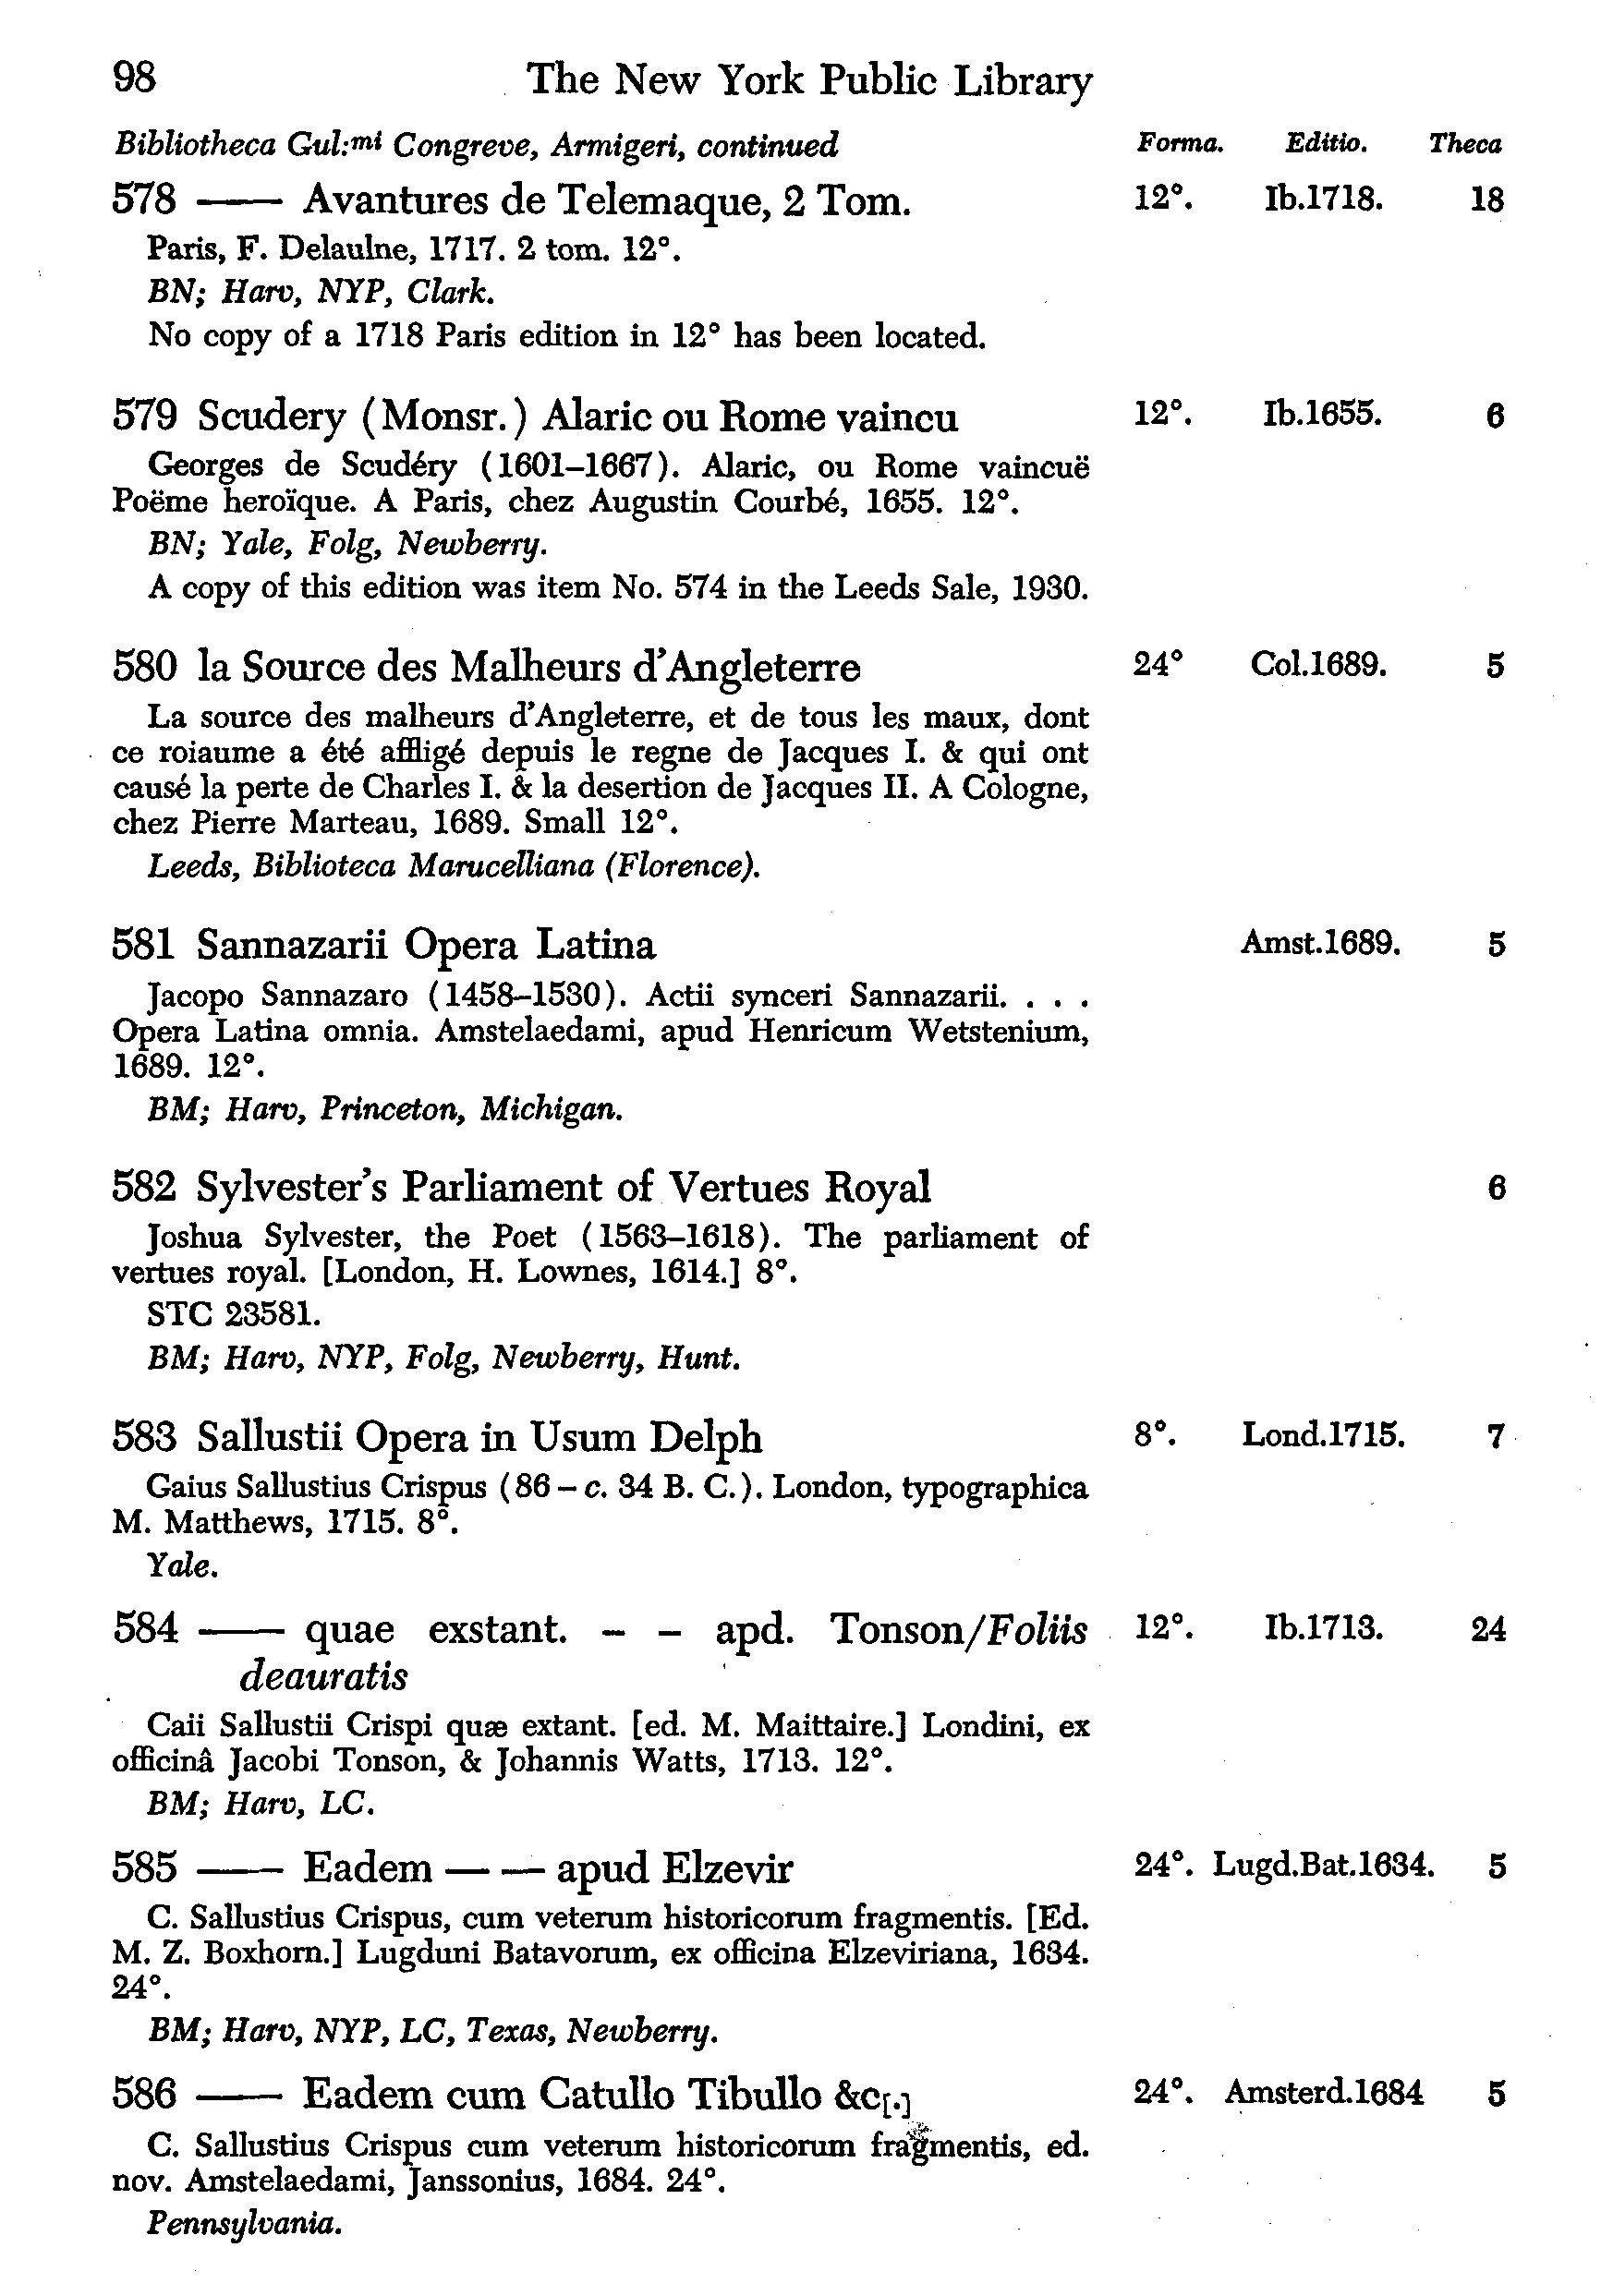 98 The New York Public Library
Bibliotheca Gul:mi Congreve, Armigeri, continued Forma. Editio. Theca
578 —— Avantures de Telemaque, 2 Tom. 12°. Ib.1718. 18
Paris, F. Delaulne, 1717. 2 tom. 12°.
BN; Harv, NYP, Clark.
No copy of a 1718 Paris edition in 12° has been located.
579 Scudery (Monsr.) Alaric ou Rome vaincu 12°. Ib.1655. 6
Georges de Scudéry (1601–1667). Alaric, ou Rome vaincuë
Poëme heroïque. A Paris, chez Augustin Courbé, 1655. 12°.
BN; Yale, Folg, Newberry.
A copy of this edition was item No. 574 in the Leeds Sale, 1930.
580 la Source des Malheurs d'Angleterre 24° Col.1689. 5
La source des malheurs d'Angleterre, et de tous les maux, dont
ce roiaume a été affligé depuis le regne de Jacques I. & qui ont
causé la perte de Charles I. & la desertion de Jacques II. A Cologne,
chez Pierre Marteau, 1689. Small 12°.
Leeds, Biblioteca Marucelliana (Florence).
581 Sannazarii Opera Latina Amst.1689. 5
Jacopo Sannazaro (1458–1530). Actii synceri Sannazarii. . . .
Opera Latina omnia. Amstelaedami, apud Henricum Wetstenium,
1689. 12°.
BM; Harv, Princeton, Michigan.
582 Sylvester's Parliament of Vertues Royal 6
Joshua Sylvester, the Poet (1563–1618). The parliament of
vertues royal. [London, H. Lownes, 1614.] 8°.
STC 23581.
BM; Harv, NYP, Folg, Newberry, Hunt.
583 Sallustii Opera in Usum Delph 8°. Lond.1715. 7
Gaius Sallustius Crispus (86 – c. 34 B. C.). London, typographica
M. Matthews, 1715. 8°.
Yale.
584 —— quae exstant. – – apd. Tonson/Foliis 12°. Ib.1713. 24
deauratis
Caii Sallustii Crispi quæ extant. [ed. M. Maittaire.] Londini, ex
officinâ Jacobi Tonson, & Johannis Watts, 1713. 12°.
BM; Harv, LC.
585 —— Eadem — — apud Elzevir 24°. Lugd.Bat.1634. 5
C. Sallustius Crispus, cum veterum historicorum fragmentis. [Ed.
M. Z. Boxhorn.] Lugduni Batavorum, ex officina Elzeviriana, 1634.
24°.
BM; Harv, NYP, LC, Texas, Newberry.
586 —— Eadem cum Catullo Tibullo &c[.] 24°. Amsterd.1684 5
C. Sallustius Crispus cum veterum historicorum fragmentis, ed.
nov. Amstelaedami, Janssonius, 1684. 24°.
Pennsylvania.